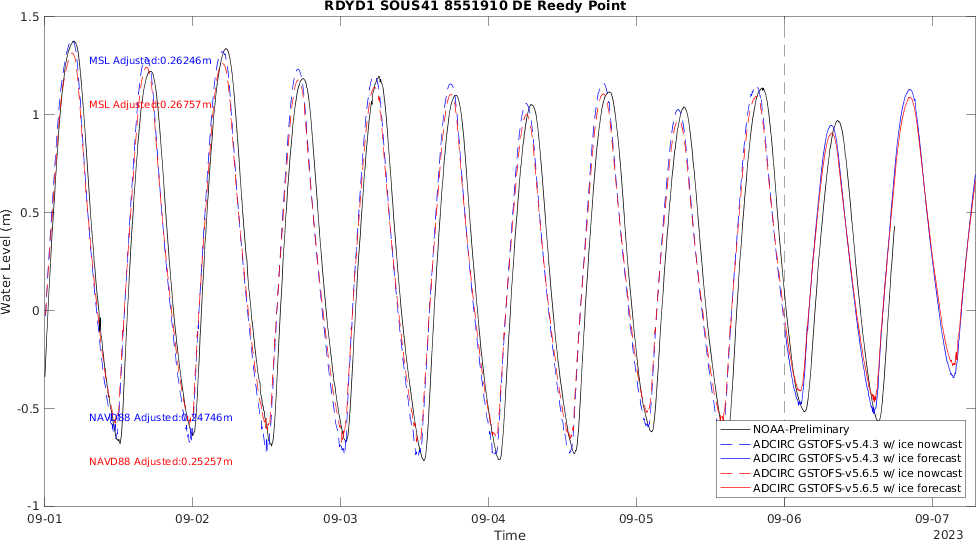 RDYD1 SOUS41 8551910 DE Reedy Point
1.5
1
0.5
0
-0.5
-1
Water Level (m)
MSL Adjusted:0.26246m
MSL Adjusted:0.26757m
NAVD88 Adjusted:0.24746m
NAVD88 Adjusted:0.25257m
NOAA-Preliminary
ADCIRC GSTOFS-v5.4.3 w/ ice nowcast
ADCIRC GSTOFS-v5.4.3 w/ ice forecast
ADCIRC GSTOFS-v5.6.5 w/ ice nowcast
ADCIRC GSTOFS-v5.6.5 w/ ice forecast
09-01 09-02 09-03 09-04 09-05 09-06 09-07
Time
2023